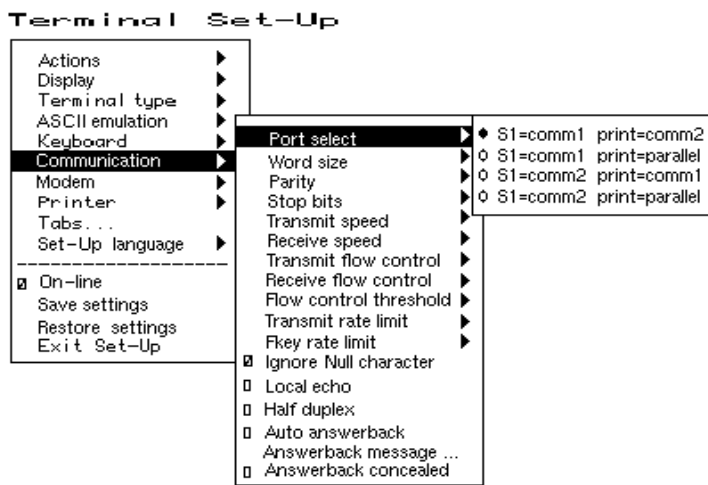 Terminal Set-Up
Actions
Display
Terminal type
ASCII emulation
Keyboard
Communication
Modem
Printer
Tabs...
Set-Up language
On-line
Save settings
Restore settings
Exit Set-Up
Port select
Word size
Parity
Stop bits
Transmit speed
Receive speed
Transmit flow control
Receive flow control
Flow control threshold
Transmit rate limit
Fkey rate limit
Ignore Null character
Local echo
Half duplex
Auto answerback
Answerback message ...
Answerback concealed
S1=comm1 print=comm2
S1=comm1 print=parallel
S1=comm2 print=comm1
S1=comm2 print=parallel